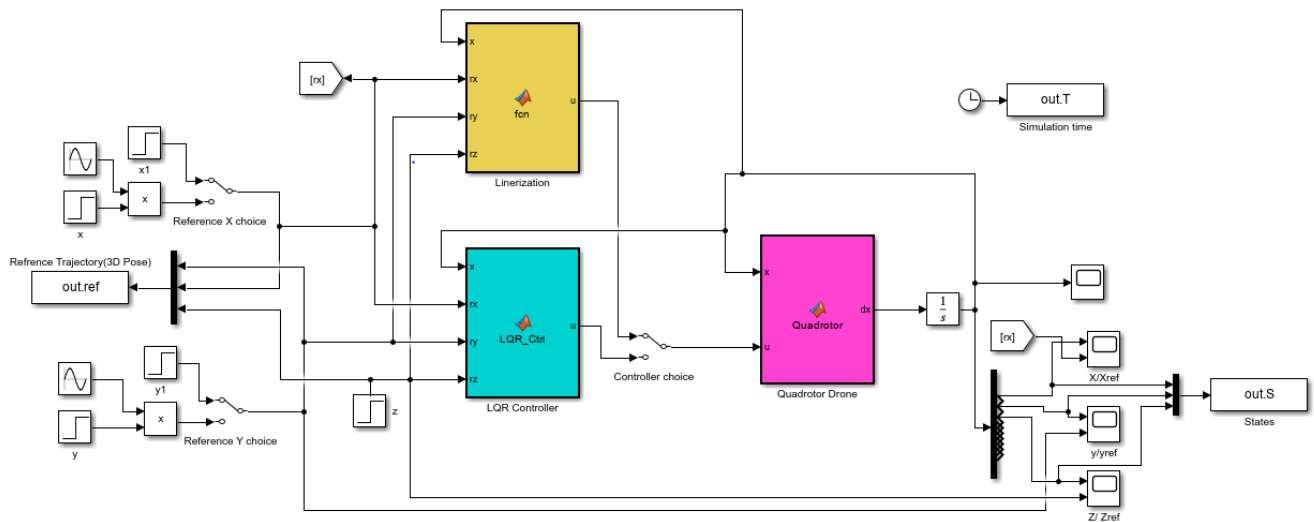 x
rx
ry
rz
fcn
u
Linerization
[rx]
out.T
Simulation time
x1
x
x
Reference X choice
Refrence Trajectory(3D Pose)
out.ref
x
rx
ry
rz
LQR_Ctrl
u
LQR Controller
Controller choice
x
u
Quadrotor
dx
Quadrotor Drone
1
s
[rx]
X/Xref
y1
x
y
Reference Y choice
z
out.S
States
y/yref
Z/ Zref